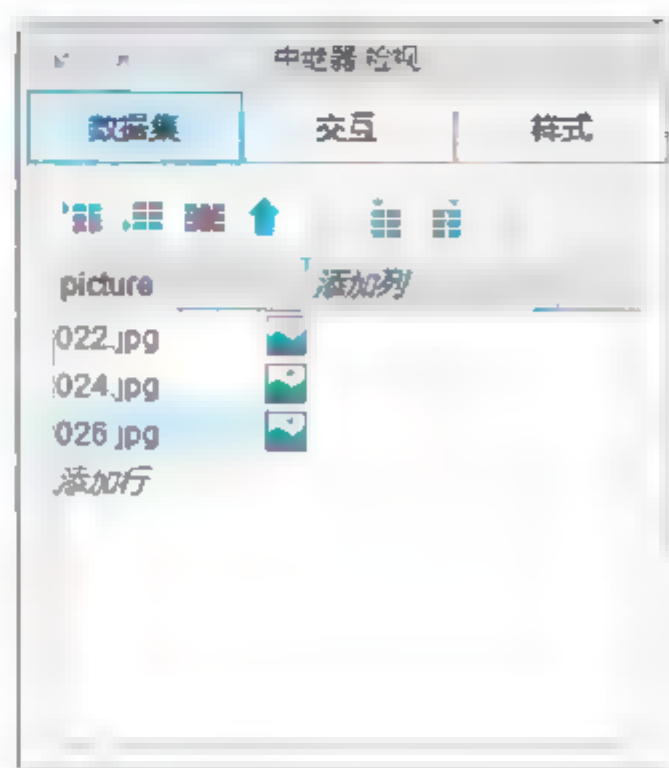 中继器 检视
数据集 交互 样式
picture 添加列
022.jpg
024.jpg
026.jpg
添加行